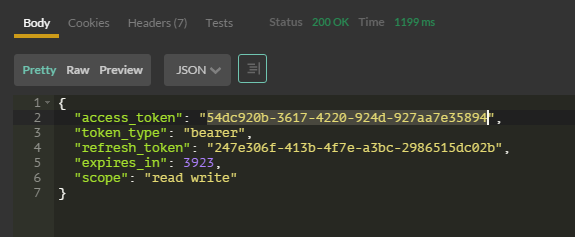 Body Cookies Headers (7) Tests Status 200 OK Time 1199 ms
Pretty Raw Preview JSON
1 {
2 "access_token": "54dc920b-3617-4220-924d-927aa7e35894",
3 "token_type": "bearer",
4 "refresh_token": "247e306f-413b-4f7e-a3bc-2986515dc02b",
5 "expires_in": 3923,
6 "scope": "read write"
7 }